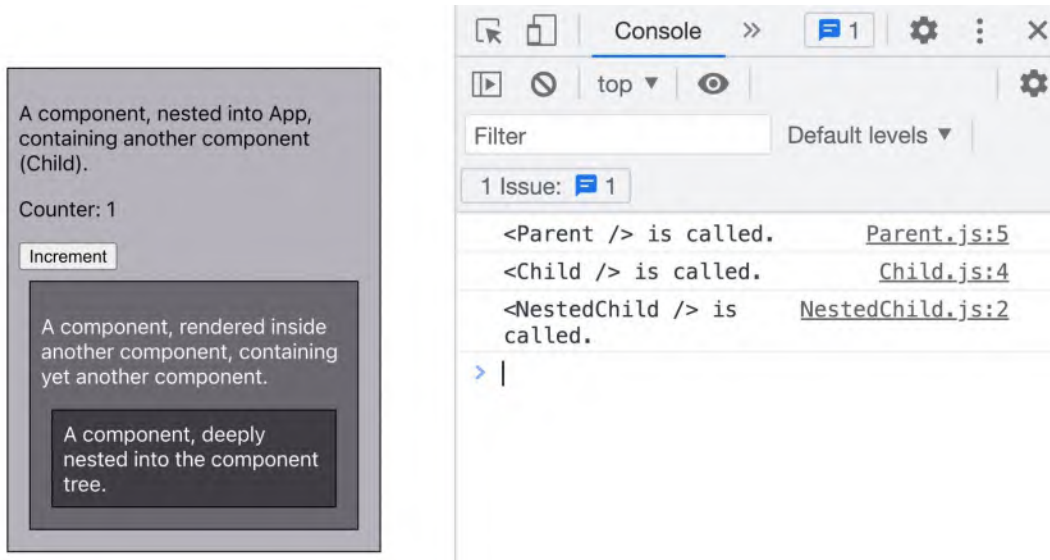 A component, nested into App,
containing another component
(Child).
Counter: 1
Increment
A component, rendered inside
another component, containing
yet another component.
A component, deeply
nested into the component
tree.
Console
1
top
Filter
Default levels
1 Issue: 1
<Parent /> is called. Parent.js:5
<Child /> is called. Child.js:4
<NestedChild /> is NestedChild.js:2
called.